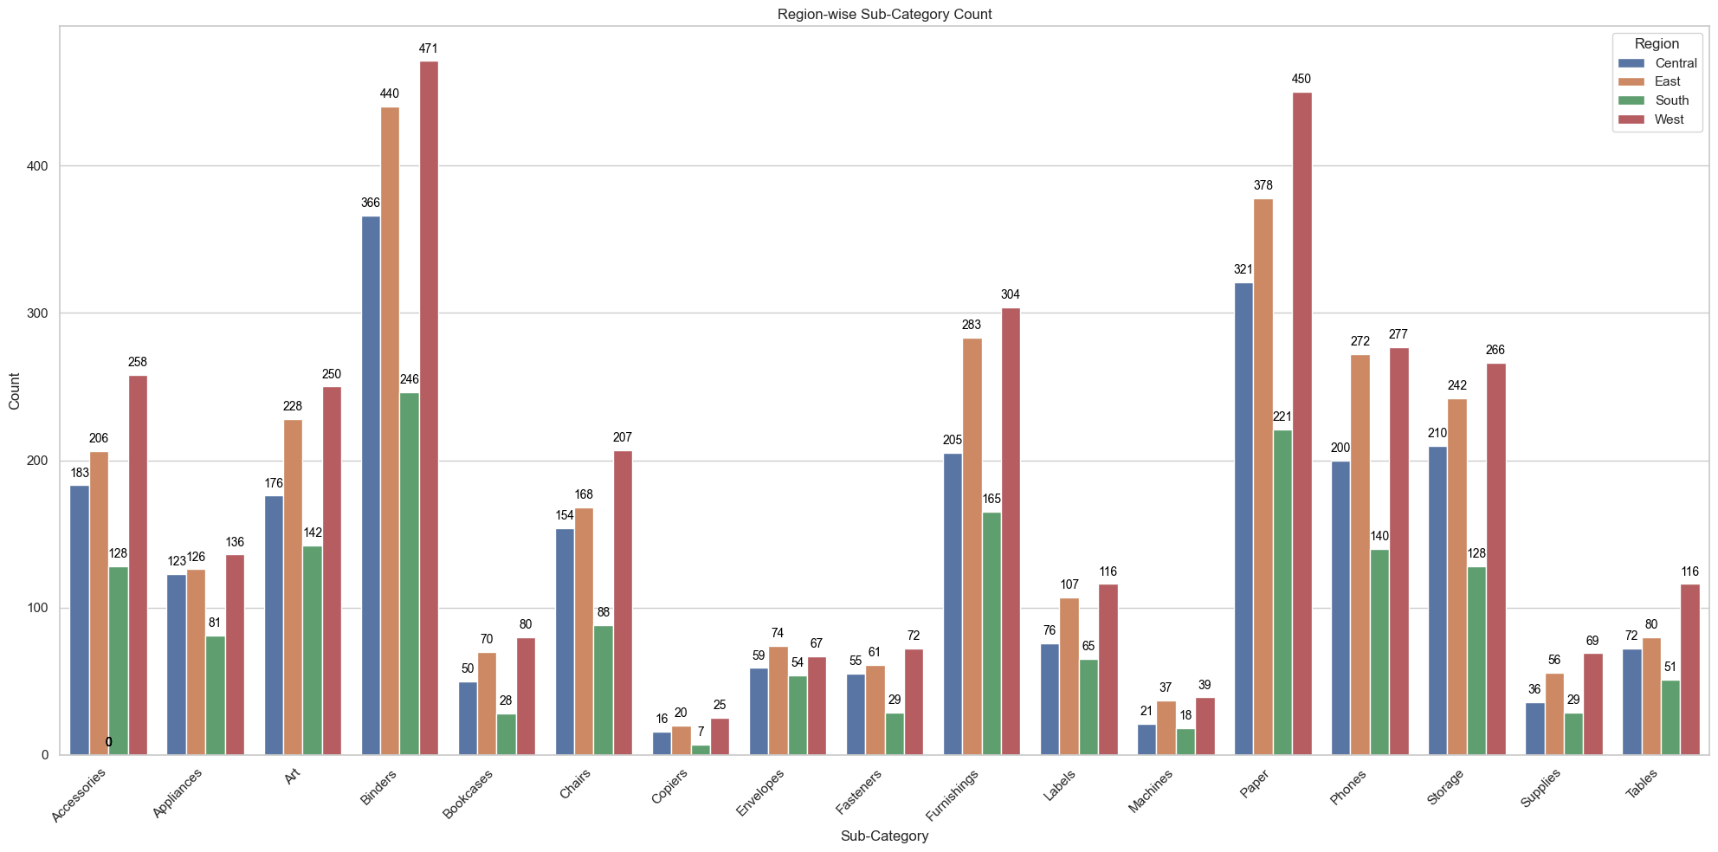 Region-wise Sub-Category Count
Region
Central
East
South
West
Count
400
300
200
100
0
183
206
128
258
0
123
126
81
136
176
228
142
250
366
440
246
471
50
70
28
80
154
168
88
207
16
20
7
25
59
74
54
67
55
61
29
72
205
283
165
304
76
107
65
116
21
37
18
39
321
378
221
450
200
272
140
277
210
242
128
266
36
56
29
69
72
80
51
116
Accessories
Appliances
Art
Binders
Bookcases
Chairs
Copiers
Envelopes
Fasteners
Furnishings
Labels
Machines
Paper
Phones
Storage
Supplies
Tables
Sub-Category